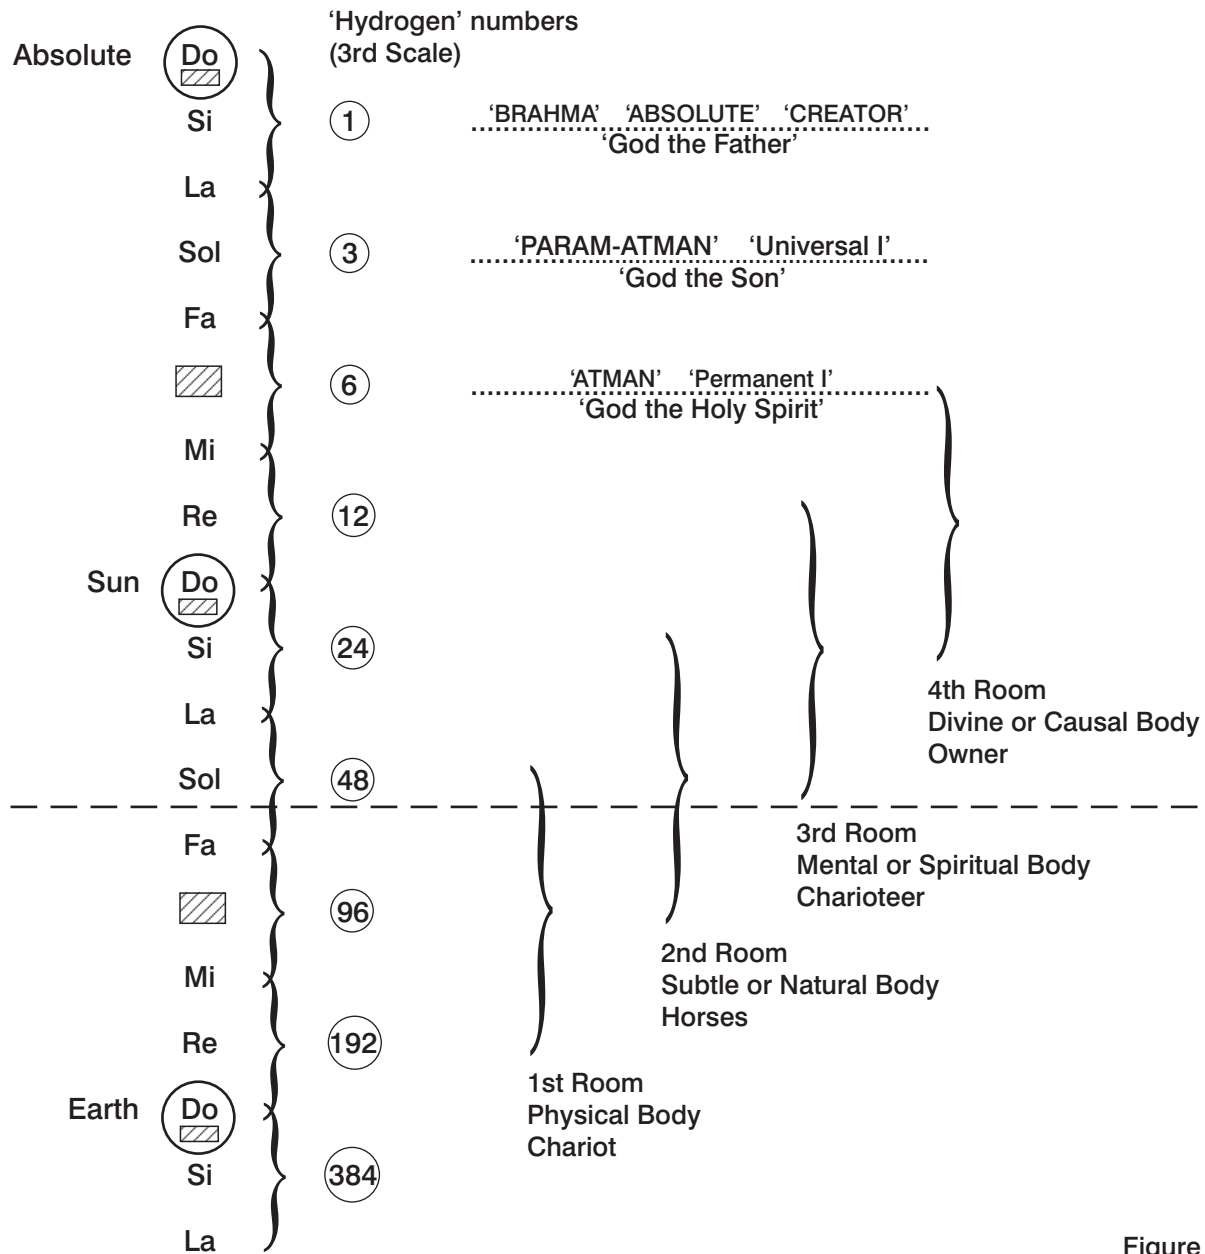 'Hydrogen' numbers
(3rd Scale)
Absolute Do
Si 1 'BRAHMA' 'ABSOLUTE' 'CREATOR'
'God the Father'
La
Sol 3 'PARAM-ATMAN' 'Universal I'
'God the Son'
Fa
6 'ATMAN' 'Permanent I'
'God the Holy Spirit'
Mi
Re 12
Sun Do
Si 24
La
Sol 48
4th Room
Divine or Causal Body
Owner
Fa
3rd Room
Mental or Spiritual Body
Charioteer
96
2nd Room
Subtle or Natural Body
Horses
Mi
Re 192
1st Room
Physical Body
Chariot
Earth Do
Si 384
La
Figure